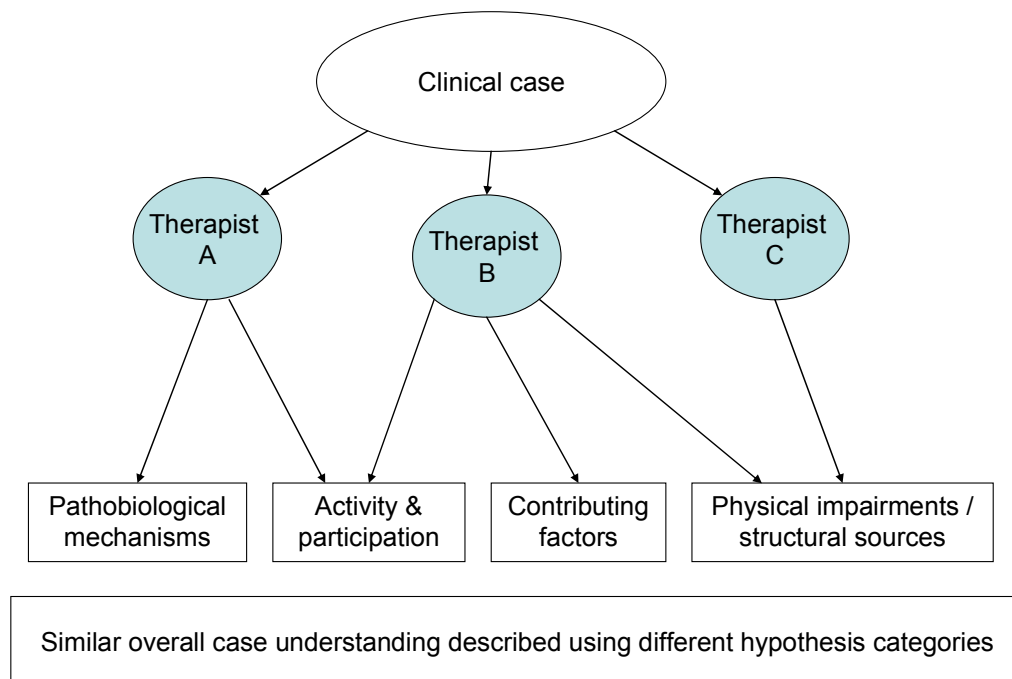 Clinical case
Therapist
A
Therapist
B
Therapist
C
Pathobiological
mechanisms
Activity &
participation
Contributing
factors
Physical impairments /
structural sources
Similar overall case understanding described using different hypothesis categories